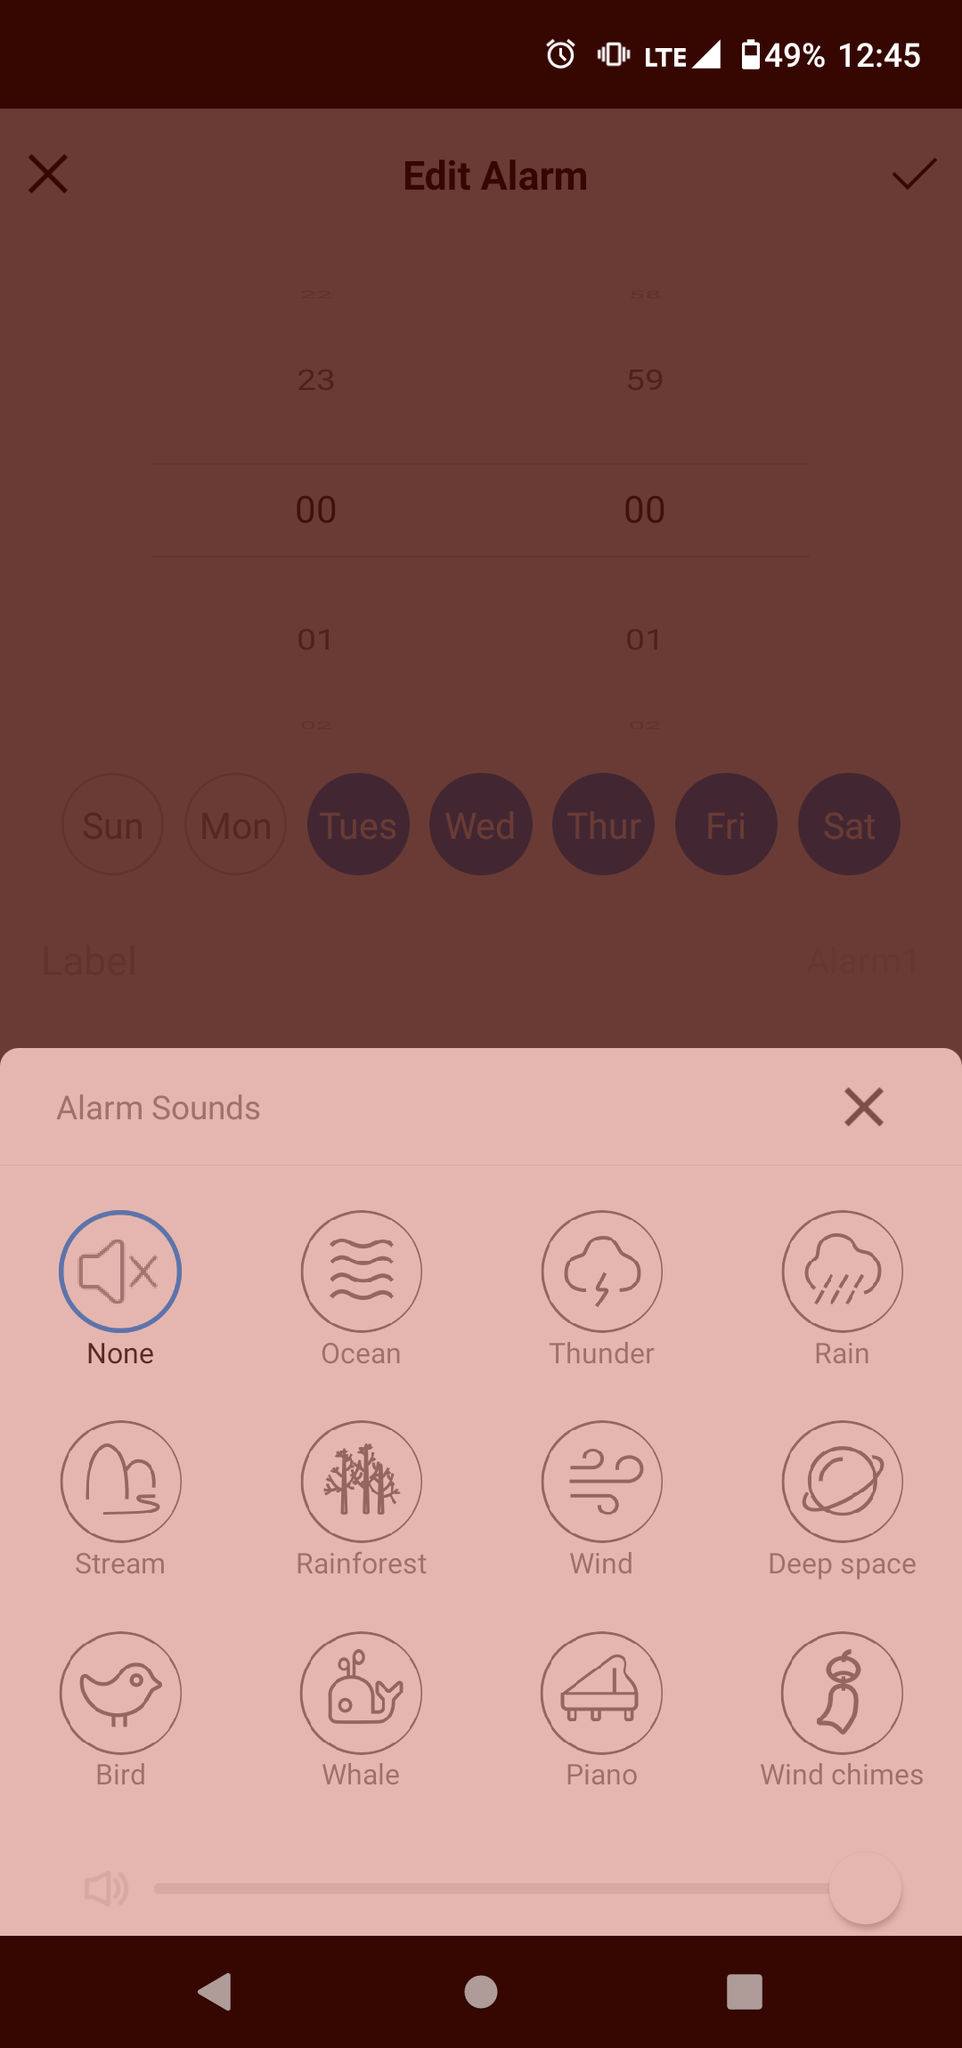 LTE 49% 12:45
Edit Alarm
22 58
23 59
00 00
01 01
02 02
Sun Mon Tues Wed Thur Fri Sat
Label Alarm1
Alarm Sounds
None Ocean Thunder Rain
Stream Rainforest Wind Deep space
Bird Whale Piano Wind chimes